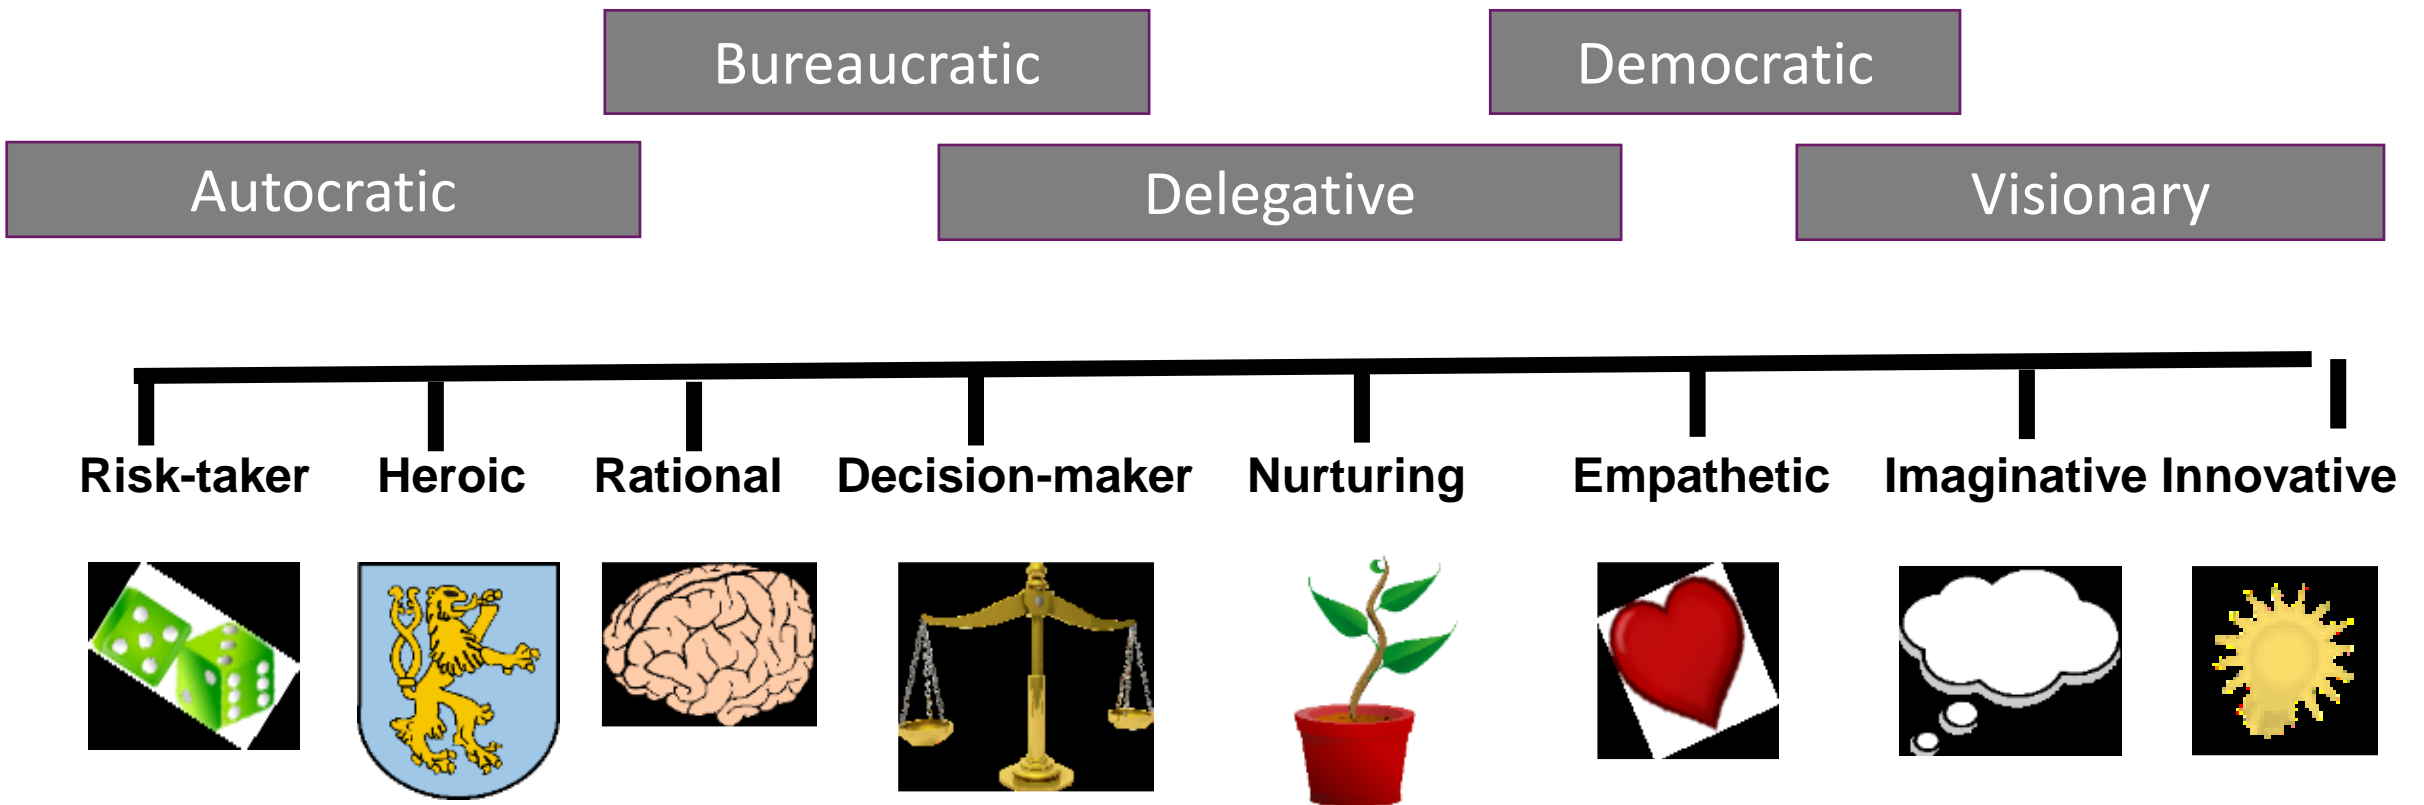 Bureaucratic Democratic
Autocratic Delegative Visionary
Risk-taker Heroic Rational Decision-maker Nurturing Empathetic Imaginative Innovative